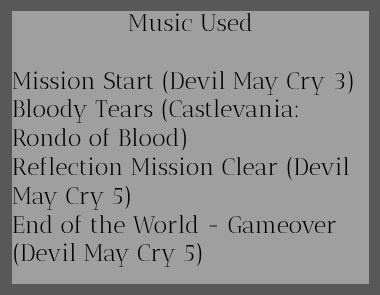 Music Used
Mission Start (Devil May Cry 3)
Bloody Tears (Castlevania:
Rondo of Blood)
Reflection Mission Clear (Devil
May Cry 5)
End of the World - Gameover
(Devil May Cry 5)